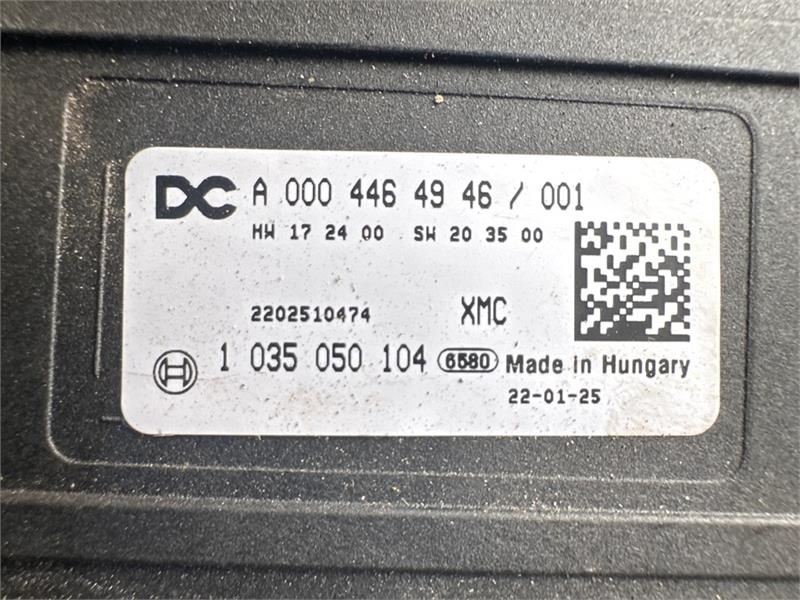 DC A 000 446 49 46 / 001
HW 17 24 00 SW 20 35 00
2202510474 XMC
1 035 050 104 6680 Made in Hungary
22-01-25